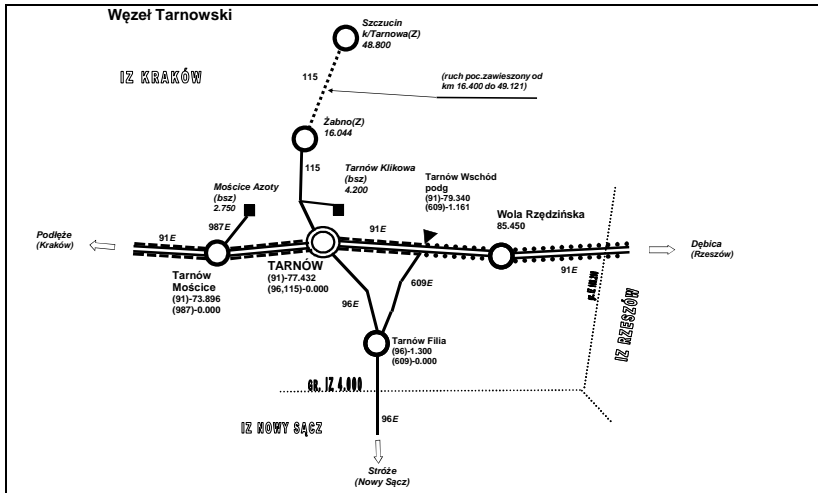 Węzeł Tarnowski
Szczucin
k/Tarnowa(Z)
48.800
IZ KRAKÓW
115
(ruch poc.zawieszony od
km 16.400 do 49.121)
Żabno(Z)
16.044
115
Tarnów Klikowa
(bsz)
4.200
Mościce Azoty
(bsz)
2.750
Tarnów Wschód
podg
(91)-79.340
(609)-1.161
Wola Rzędzińska
85.450
Podłęże
(Kraków)
91E
987E
91E
Dębica
(Rzeszów)
91E
Tarnów
Mościce
(91)-73.896
(987)-0.000
TARNÓW
(91)-77.432
(96,115)-0.000
96E
609E
IZ RZESZÓW
Tarnów Filia
(96)-1.300
(609)-0.000
GR. IZ 4.000
96E
IZ NOWY SĄCZ
Stróże
(Nowy Sącz)